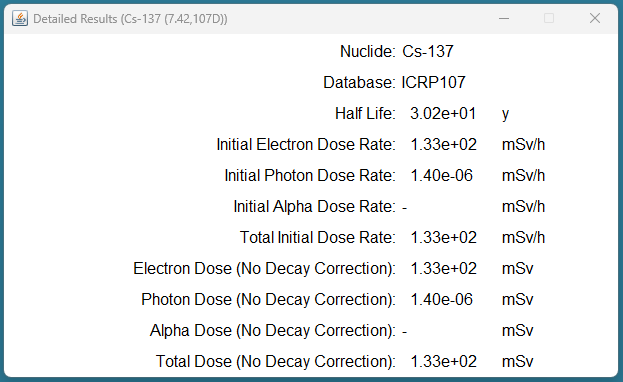 Detailed Results (Cs-137 (7.42,107D))
Nuclide: Cs-137
Database: ICRP107
Half Life: 3.02e+01 y
Initial Electron Dose Rate: 1.33e+02 mSv/h
Initial Photon Dose Rate: 1.40e-06 mSv/h
Initial Alpha Dose Rate: - mSv/h
Total Initial Dose Rate: 1.33e+02 mSv/h
Electron Dose (No Decay Correction): 1.33e+02 mSv
Photon Dose (No Decay Correction): 1.40e-06 mSv
Alpha Dose (No Decay Correction): - mSv
Total Dose (No Decay Correction): 1.33e+02 mSv